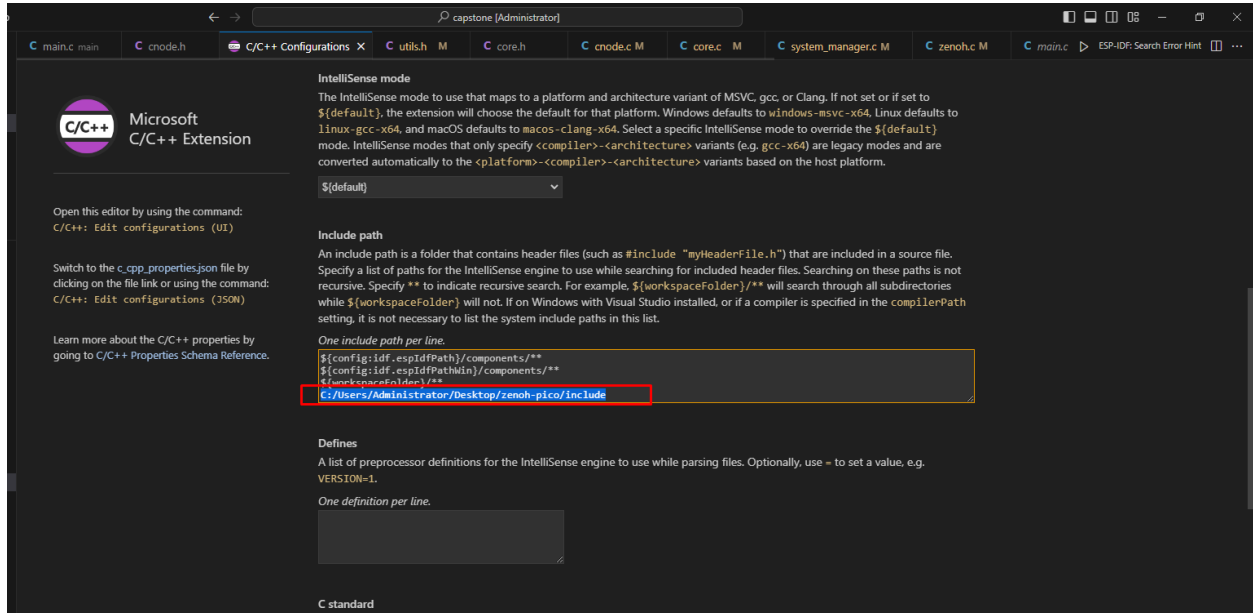 capstone [Administrator]
C main.c main
C cnode.h
C/C++ Configurations
C utils.h M
C core.h
C cnode.c M
C core.c M
C system_manager.c M
C zenoh.c M
C main.c
ESP-IDF: Search Error Hint
C/C++
Microsoft
C/C++ Extension
Open this editor by using the command:
C/C++: Edit configurations (UI)
Switch to the c_cpp_properties.json file by
clicking on the file link or using the command:
C/C++: Edit configurations (JSON)
Learn more about the C/C++ properties by
going to C/C++ Properties Schema Reference.
IntelliSense mode
The IntelliSense mode to use that maps to a platform and architecture variant of MSVC, gcc, or Clang. If not set or if set to
${default}, the extension will choose the default for that platform. Windows defaults to windows-msvc-x64, Linux defaults to
linux-gcc-x64, and macOS defaults to macos-clang-x64. Select a specific IntelliSense mode to override the ${default}
mode. IntelliSense modes that only specify <compiler>-<architecture> variants (e.g. gcc-x64) are legacy modes and are
converted automatically to the <platform>-<compiler>-<architecture> variants based on the host platform.
${default}
Include path
An include path is a folder that contains header files (such as #include "myHeaderFile.h") that are included in a source file.
Specify a list of paths for the IntelliSense engine to use while searching for included header files. Searching on these paths is not
recursive. Specify ** to indicate recursive search. For example, ${workspaceFolder}/** will search through all subdirectories
while ${workspaceFolder} will not. If on Windows with Visual Studio installed, or if a compiler is specified in the compilerPath
setting, it is not necessary to list the system include paths in this list.
One include path per line.
${config:idf.espIdfPath}/components/**
${config:idf.espIdfPathWin}/components/**
${workspaceFolder}/**
C:/Users/Administrator/Desktop/zenoh-pico/include
Defines
A list of preprocessor definitions for the IntelliSense engine to use while parsing files. Optionally, use = to set a value, e.g.
VERSION=1.
One definition per line.
C standard